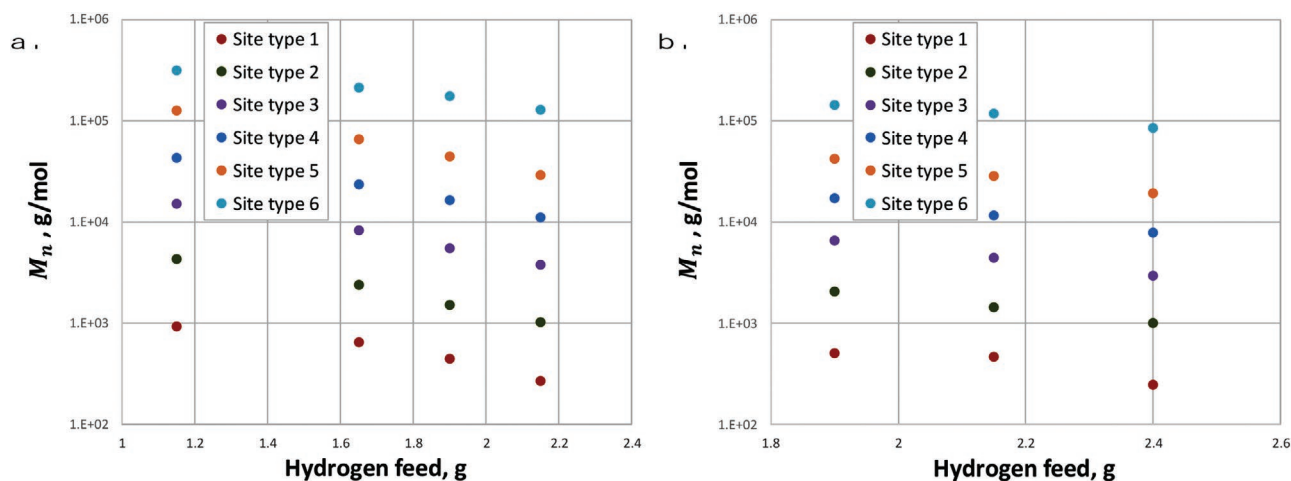 a.
1.E+06
1.E+05
1.E+04
1.E+03
1.E+02
Mn, g/mol
Site type 1
Site type 2
Site type 3
Site type 4
Site type 5
Site type 6
1 1.2 1.4 1.6 1.8 2 2.2 2.4
Hydrogen feed, g
b.
1.E+06
1.E+05
1.E+04
1.E+03
1.E+02
Mn, g/mol
Site type 1
Site type 2
Site type 3
Site type 4
Site type 5
Site type 6
1.8 2 2.2 2.4 2.6
Hydrogen feed, g